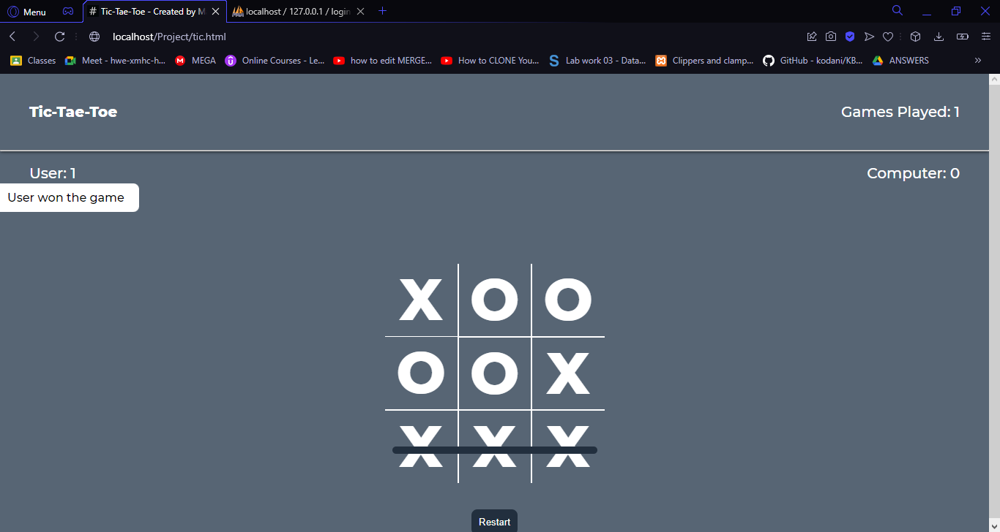 Menu
# Tic-Tae-Toe - Created by M
localhost / 127.0.0.1 / login
localhost/Project/tic.html
Classes
Meet - hwe-xmhc-h...
MEGA
Online Courses - Le...
how to edit MERGE...
How to CLONE You...
Lab work 03 - Data...
Clippers and clamp...
GitHub - kodani/KB...
ANSWERS
Tic-Tae-Toe
Games Played: 1
User: 1
Computer: 0
User won the game
X O O
O O X
X X X
Restart